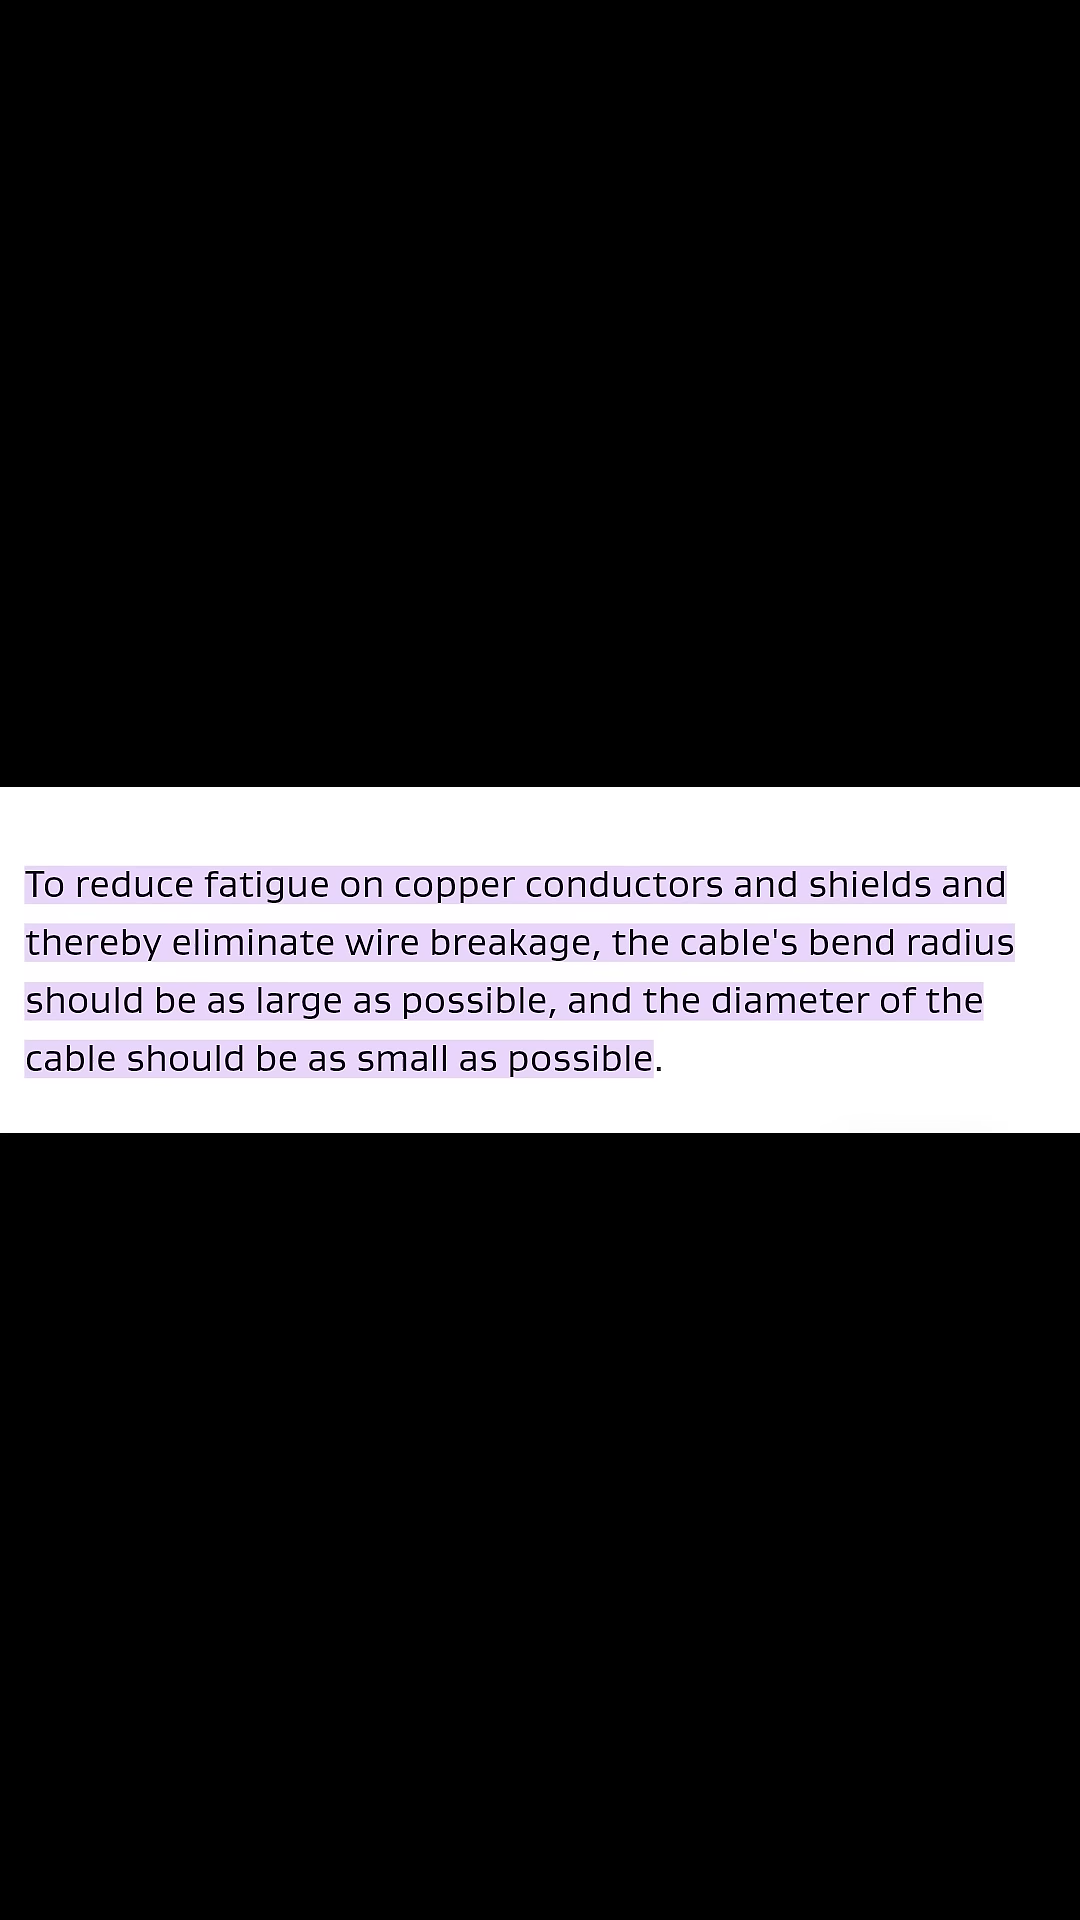 To reduce fatigue on copper conductors and shields and
thereby eliminate wire breakage, the cable's bend radius
should be as large as possible, and the diameter of the
cable should be as small as possible.